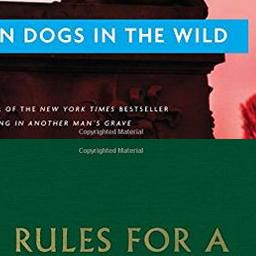 N DOGS IN THE WILD
OF THE NEW YORK TIMES BESTSELLER
NG IN ANOTHER MAN'S GRAVE
Copyrighted Material
Copyrighted Material
RULES FOR A